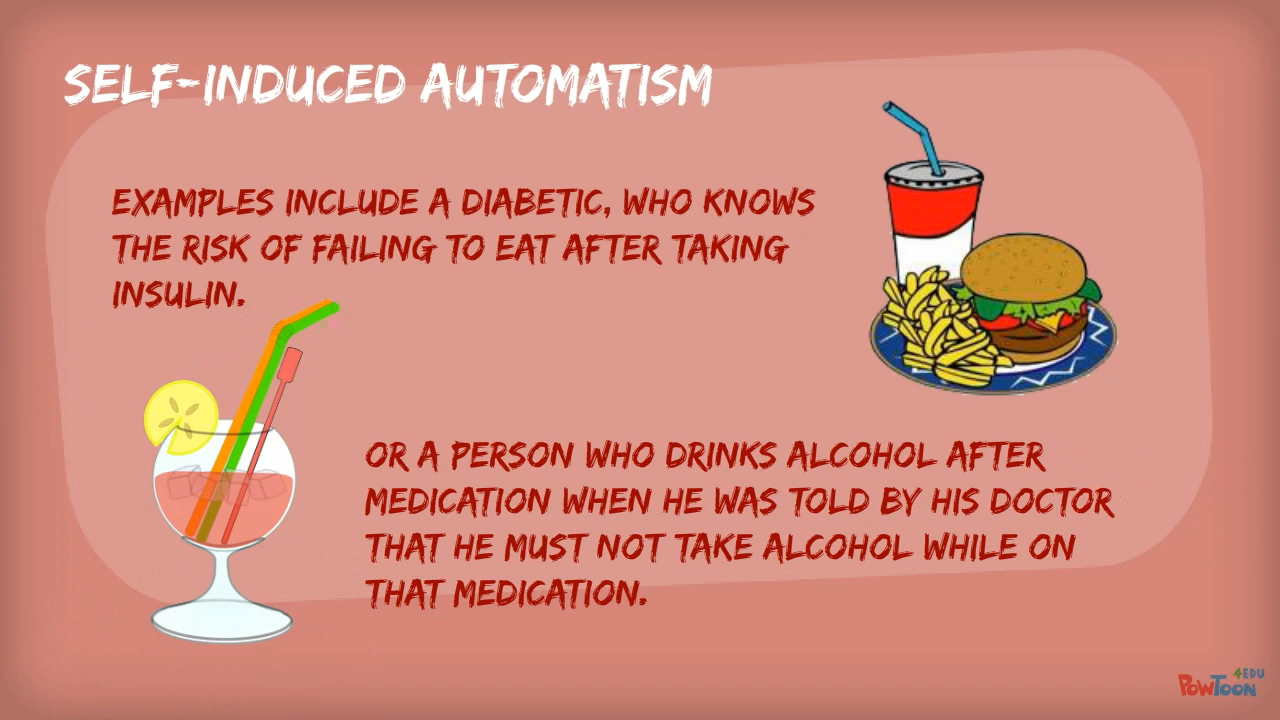 SELF-INDUCED AUTOMATISM
EXAMPLES INCLUDE A DIABETIC, WHO KNOWS
THE RISK OF FAILING TO EAT AFTER TAKING
INSULIN.
OR A PERSON WHO DRINKS ALCOHOL AFTER
MEDICATION WHEN HE WAS TOLD BY HIS DOCTOR
THAT HE MUST NOT TAKE ALCOHOL WHILE ON
THAT MEDICATION.
4EDU
POWTOON